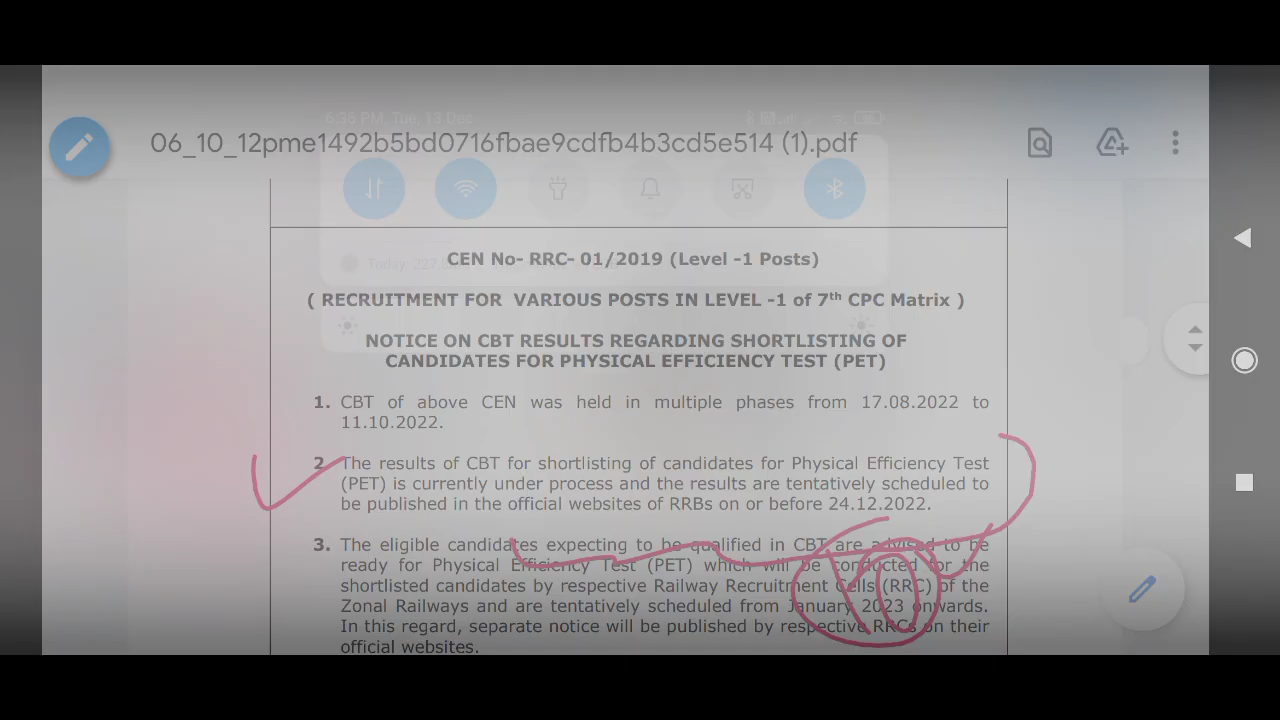 6:36 PM, Tue, 13 Dec
06_10_12pme1492b5bd0716fbae9cdfb4b3cd5e514 (1).pdf
CEN No- RRC- 01/2019 (Level -1 Posts)
( RECRUITMENT FOR VARIOUS POSTS IN LEVEL -1 of 7th CPC Matrix )
NOTICE ON CBT RESULTS REGARDING SHORTLISTING OF
CANDIDATES FOR PHYSICAL EFFICIENCY TEST (PET)
1. CBT of above CEN was held in multiple phases from 17.08.2022 to
11.10.2022.
2 The results of CBT for shortlisting of candidates for Physical Efficiency Test
(PET) is currently under process and the results are tentatively scheduled to
be published in the official websites of RRBs on or before 24.12.2022.
3. The eligible candidates expecting to be qualified in CBT are advised to be
ready for Physical Efficiency Test (PET) which will be conducted for the
shortlisted candidates by respective Railway Recruitment Cells (RRC) of the
Zonal Railways and are tentatively scheduled from January 2023 onwards.
In this regard, separate notice will be published by respective RRCs on their
official websites.